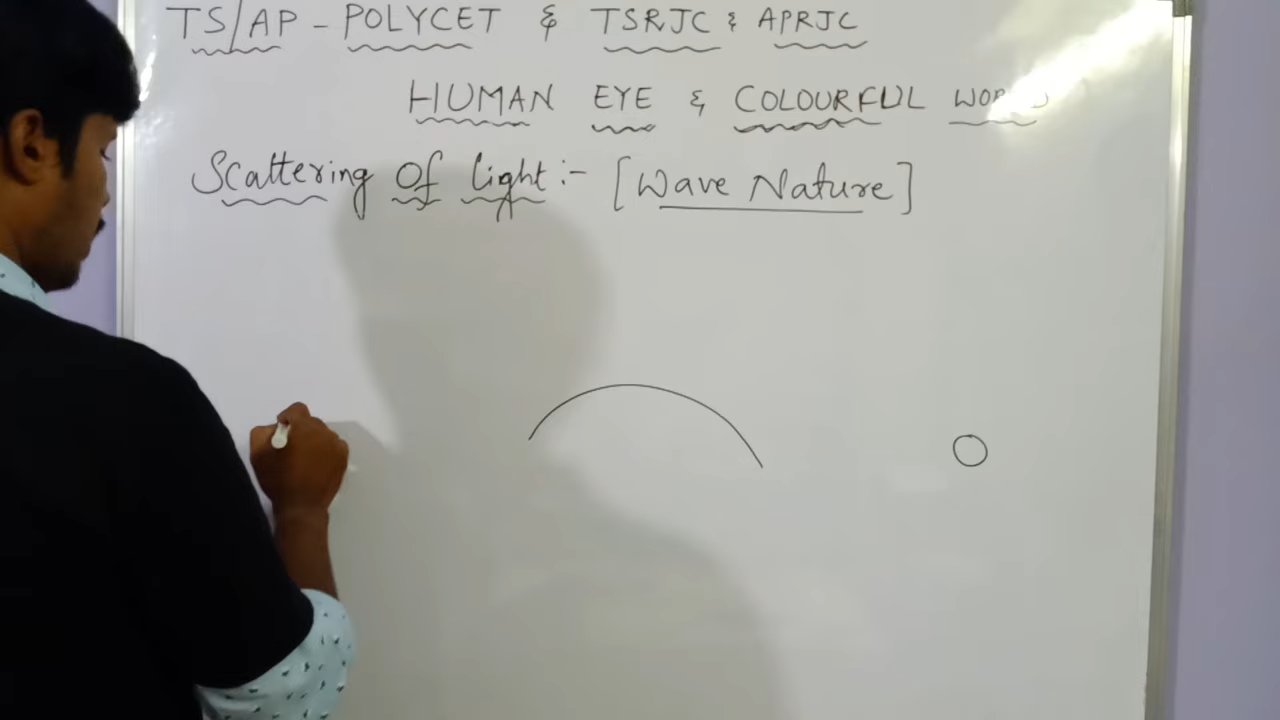 TS/AP - POLYCET & TSRJC & APRJC
HUMAN EYE & COLOURFUL WORLD
Scattering Of light :- [Wave Nature]